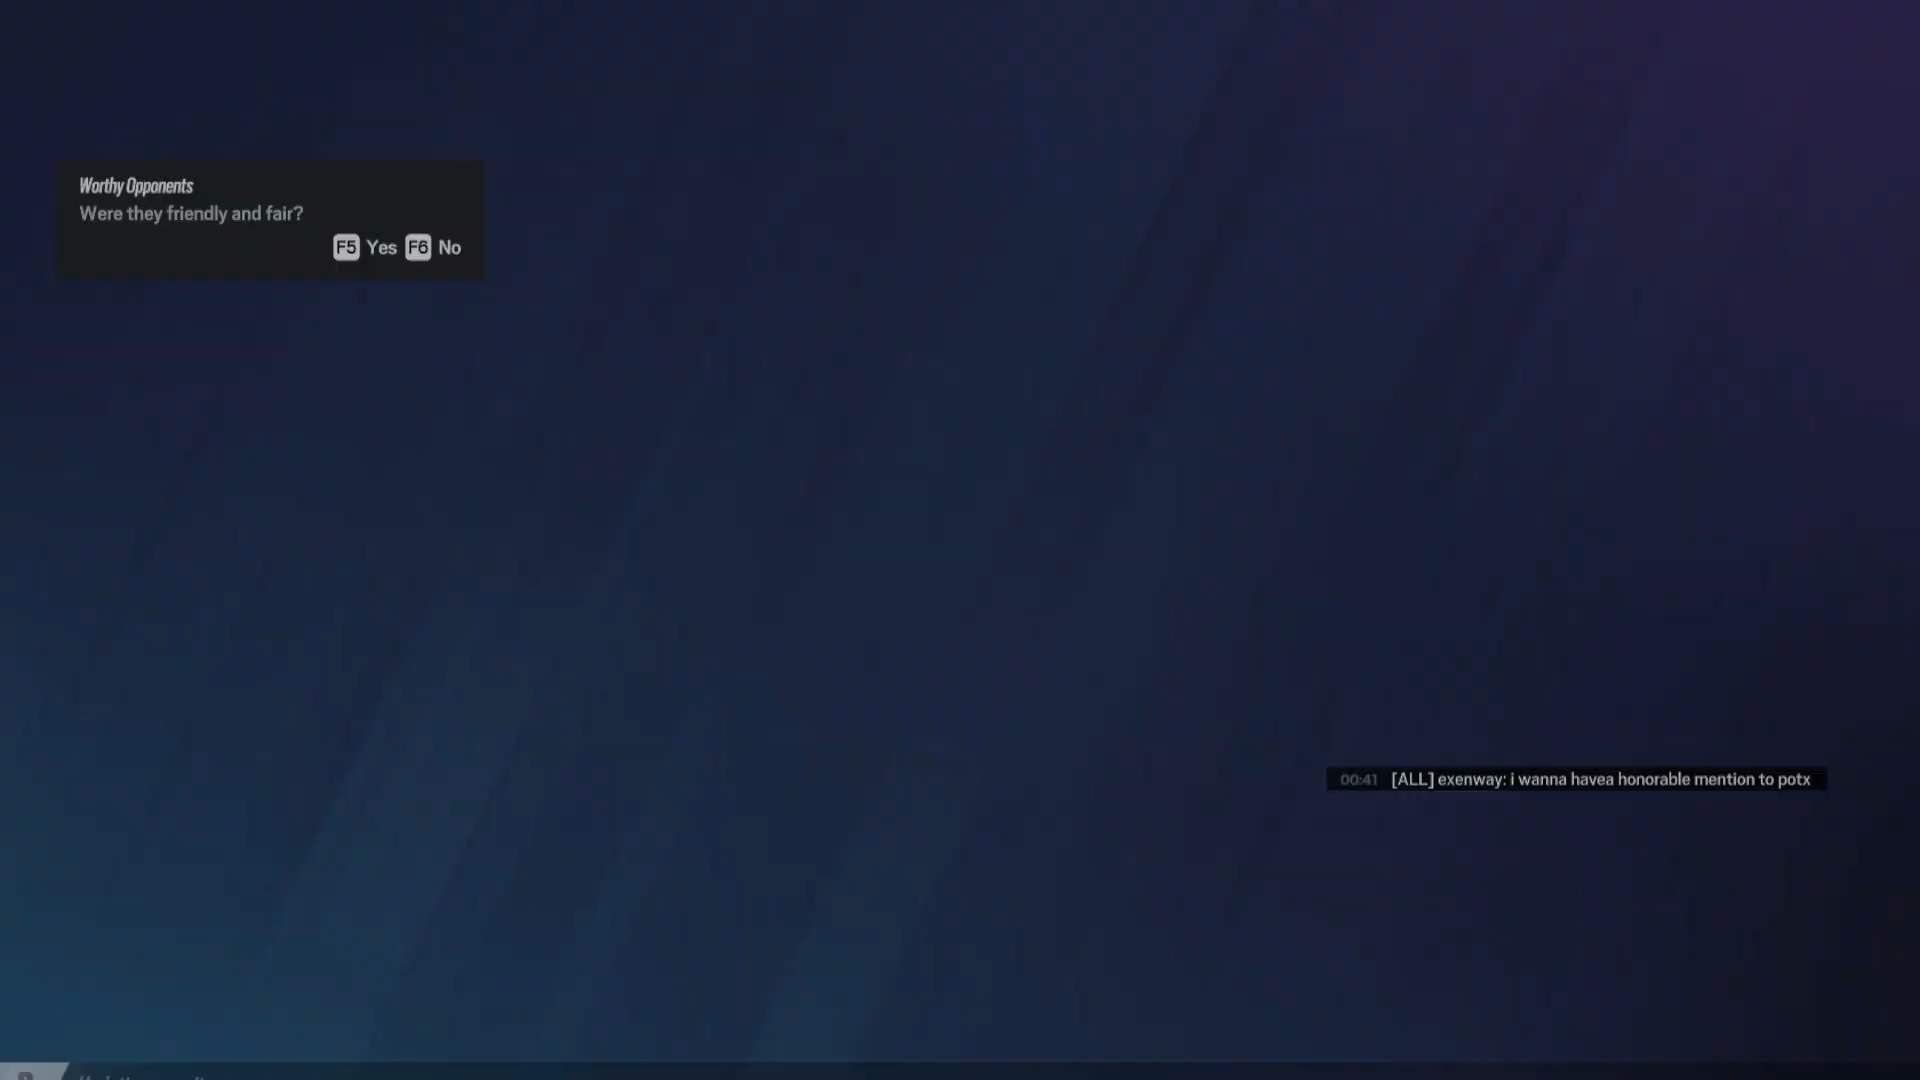 Worthy Opponents
Were they friendly and fair?
F5 Yes F6 No
00:41 [ALL] exenway: i wanna havea honorable mention to potx